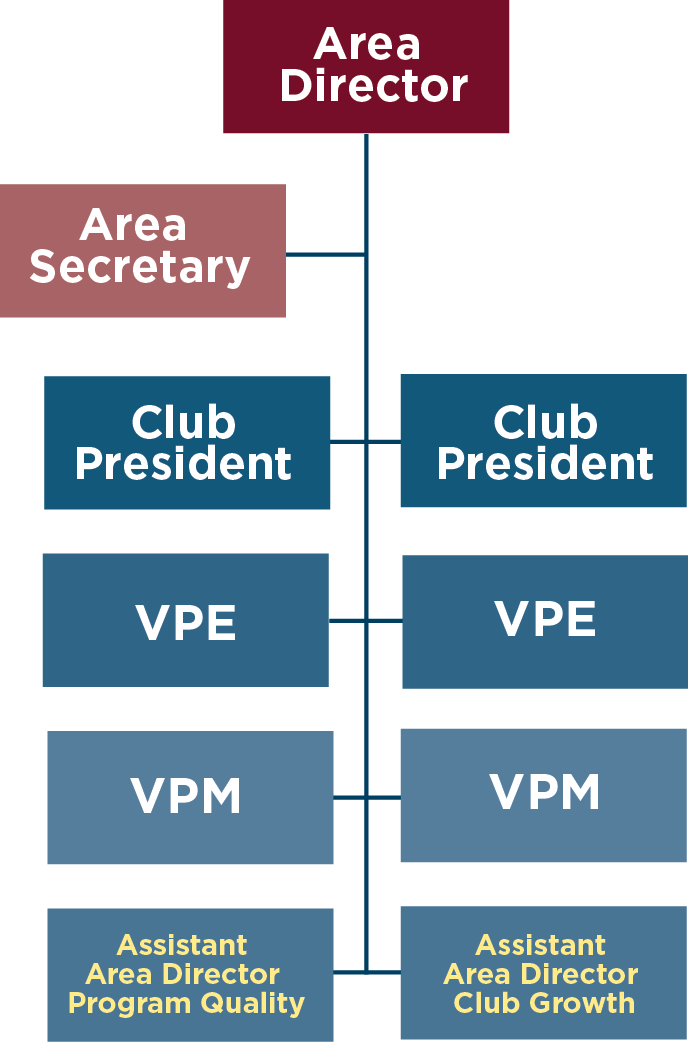 Area
Director
Area
Secretary
Club
President
Club
President
VPE
VPE
VPM
VPM
Assistant
Area Director
Program Quality
Assistant
Area Director
Club Growth